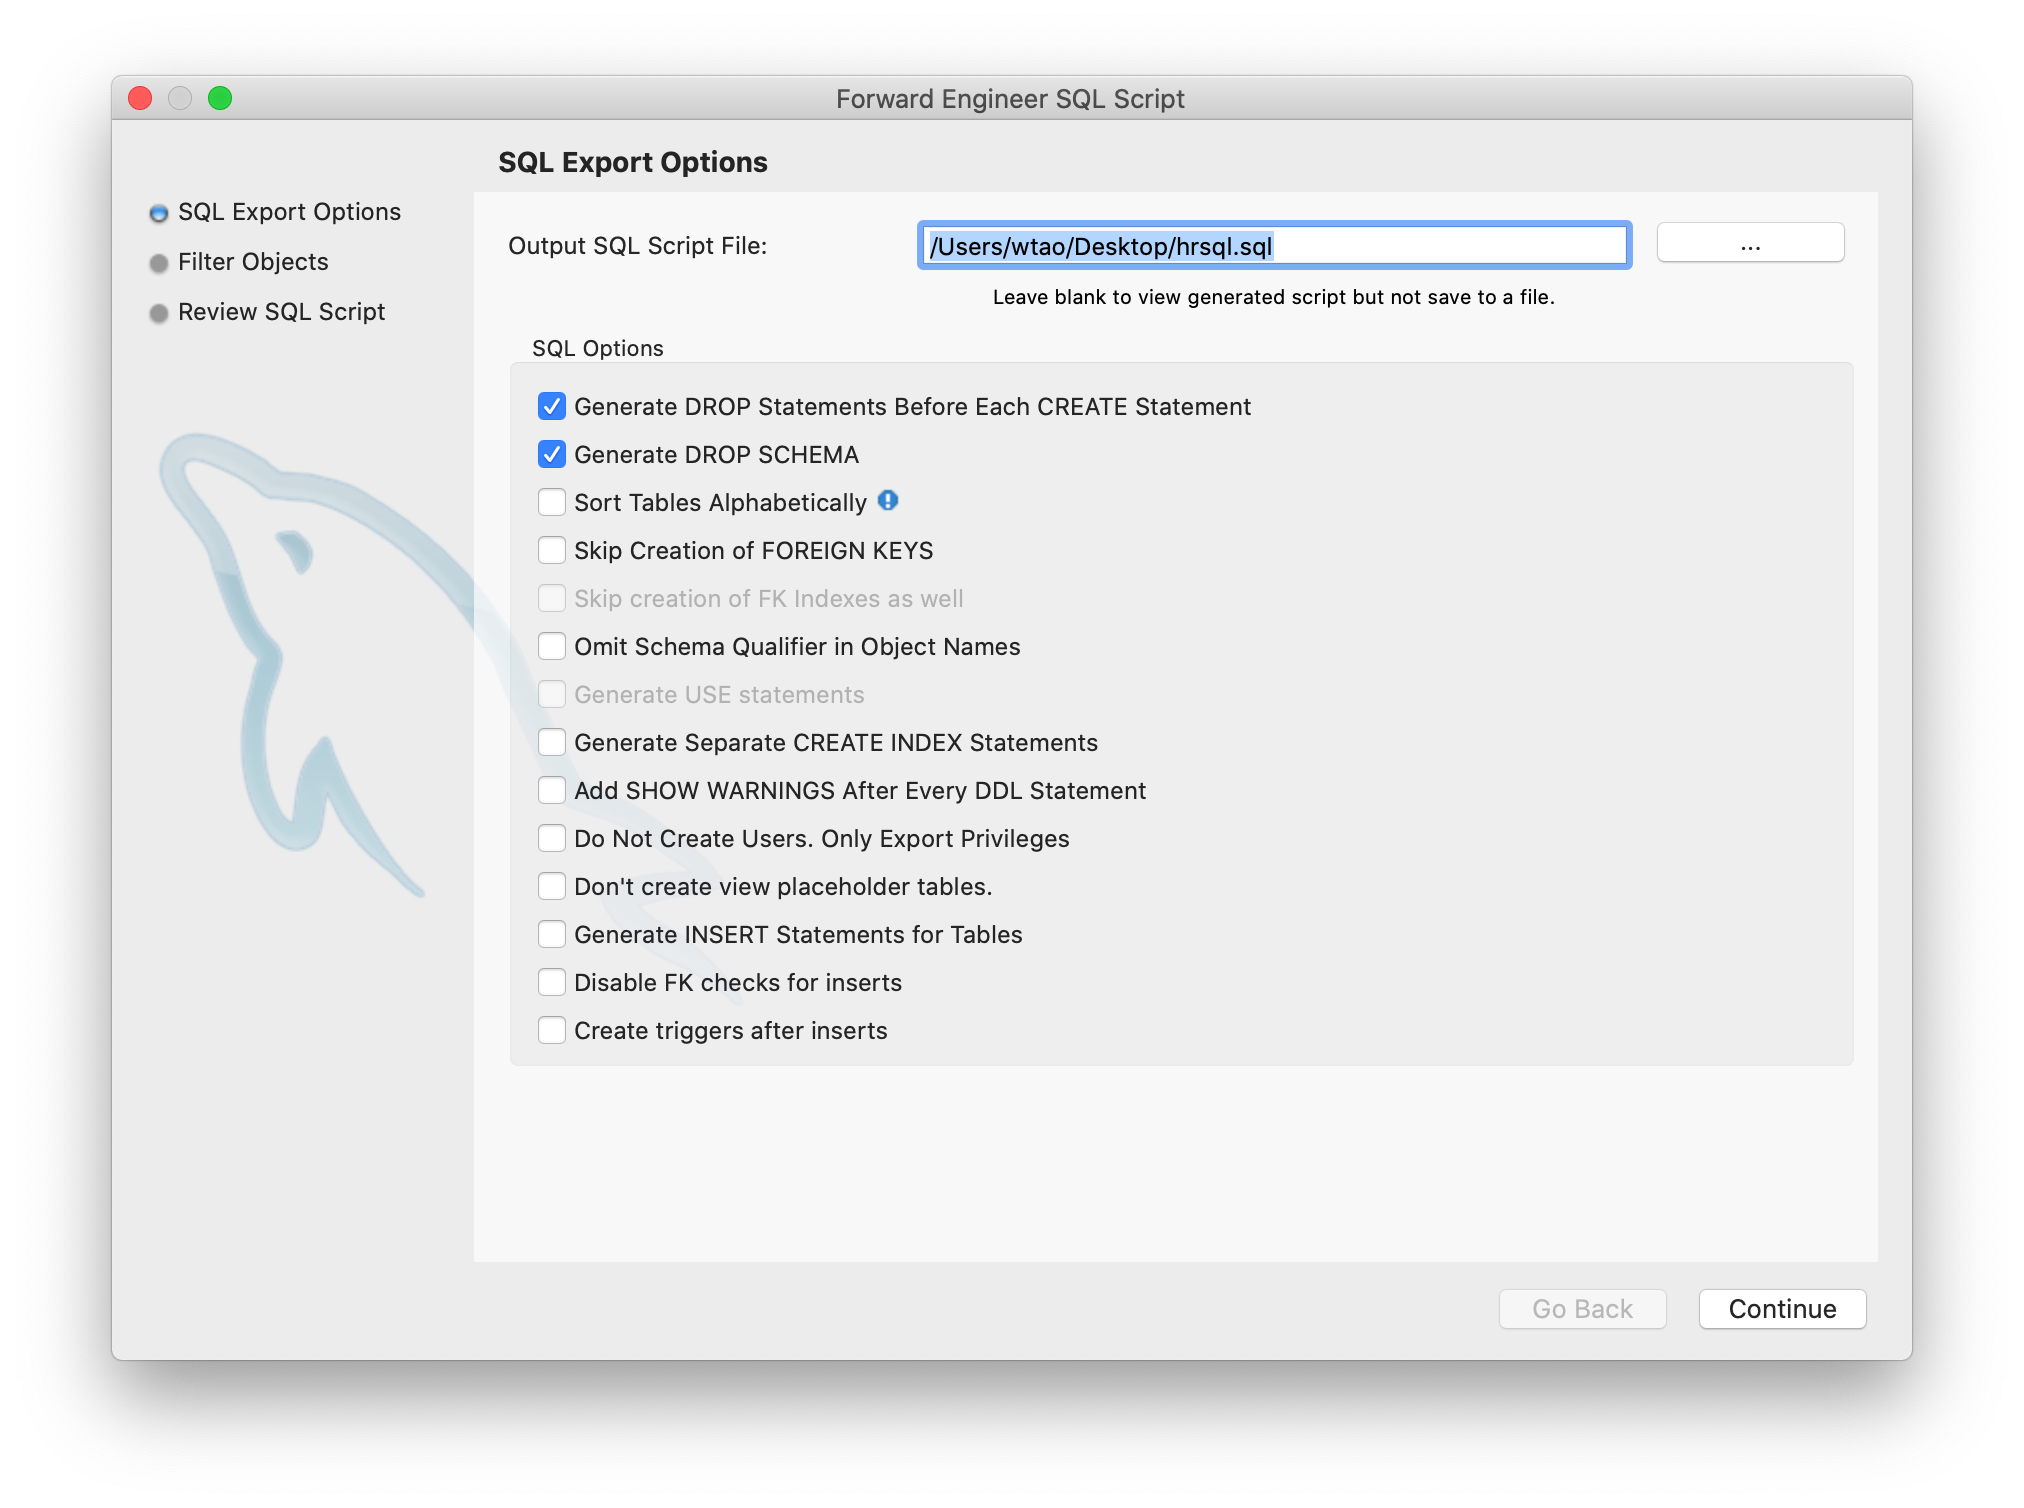 Forward Engineer SQL Script
SQL Export Options
SQL Export Options
Filter Objects
Review SQL Script
Output SQL Script File:
/Users/wtao/Desktop/hrsql.sql
...
Leave blank to view generated script but not save to a file.
SQL Options
Generate DROP Statements Before Each CREATE Statement
Generate DROP SCHEMA
Sort Tables Alphabetically
Skip Creation of FOREIGN KEYS
Skip creation of FK Indexes as well
Omit Schema Qualifier in Object Names
Generate USE statements
Generate Separate CREATE INDEX Statements
Add SHOW WARNINGS After Every DDL Statement
Do Not Create Users. Only Export Privileges
Don't create view placeholder tables.
Generate INSERT Statements for Tables
Disable FK checks for inserts
Create triggers after inserts
Go Back
Continue